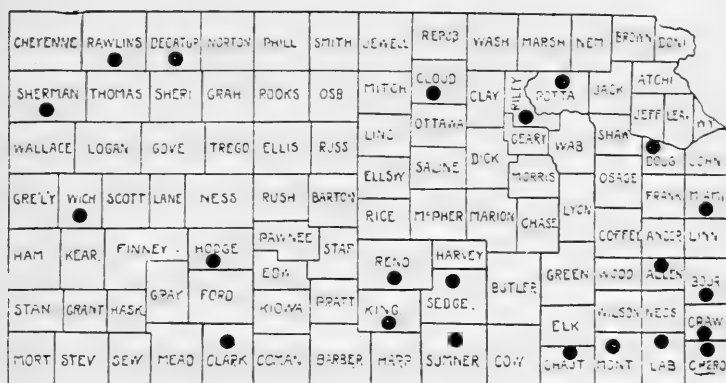 CHEYENNE RAWLINS DECATUR NORTON PHILL SMITH JEWELL REPUB WASH MARSH NEM BROWN DONI
SHERMAN THOMAS SHERI GRAH ROOKS OSB MITCH CLOUD CLAY RILEY POTTA JACK ATCHI
JEFF LEAV WY
OTTAWA
WALLACE LOGAN GOVE TREGO ELLIS RUSS LINC DICK GEARY WAB SHAW DOUG JOHN
SALINE
ELLSW MORRIS
GRE'LY WICH SCOTT LANE NESS RUSH BARTON RICE M'PHER MARION CHASE LYON OSAGE FRANK MIAMI
HAM KEAR. FINNEY HODGE PAWNEE STAF RENO HARVEY COFFEY ANDER LINN
EDW
STAN GRANT HASK GRAY FORD KIOWA PRATT KING SEDGE. BUTLER GREEN WOOD ALLEN BOUR
WILSON NEOS CRAW
ELK
MORT STEV SEW MEAD CLARK COMAN BARBER HARP SUMNER COW CHAUT MONT LAB CHERO